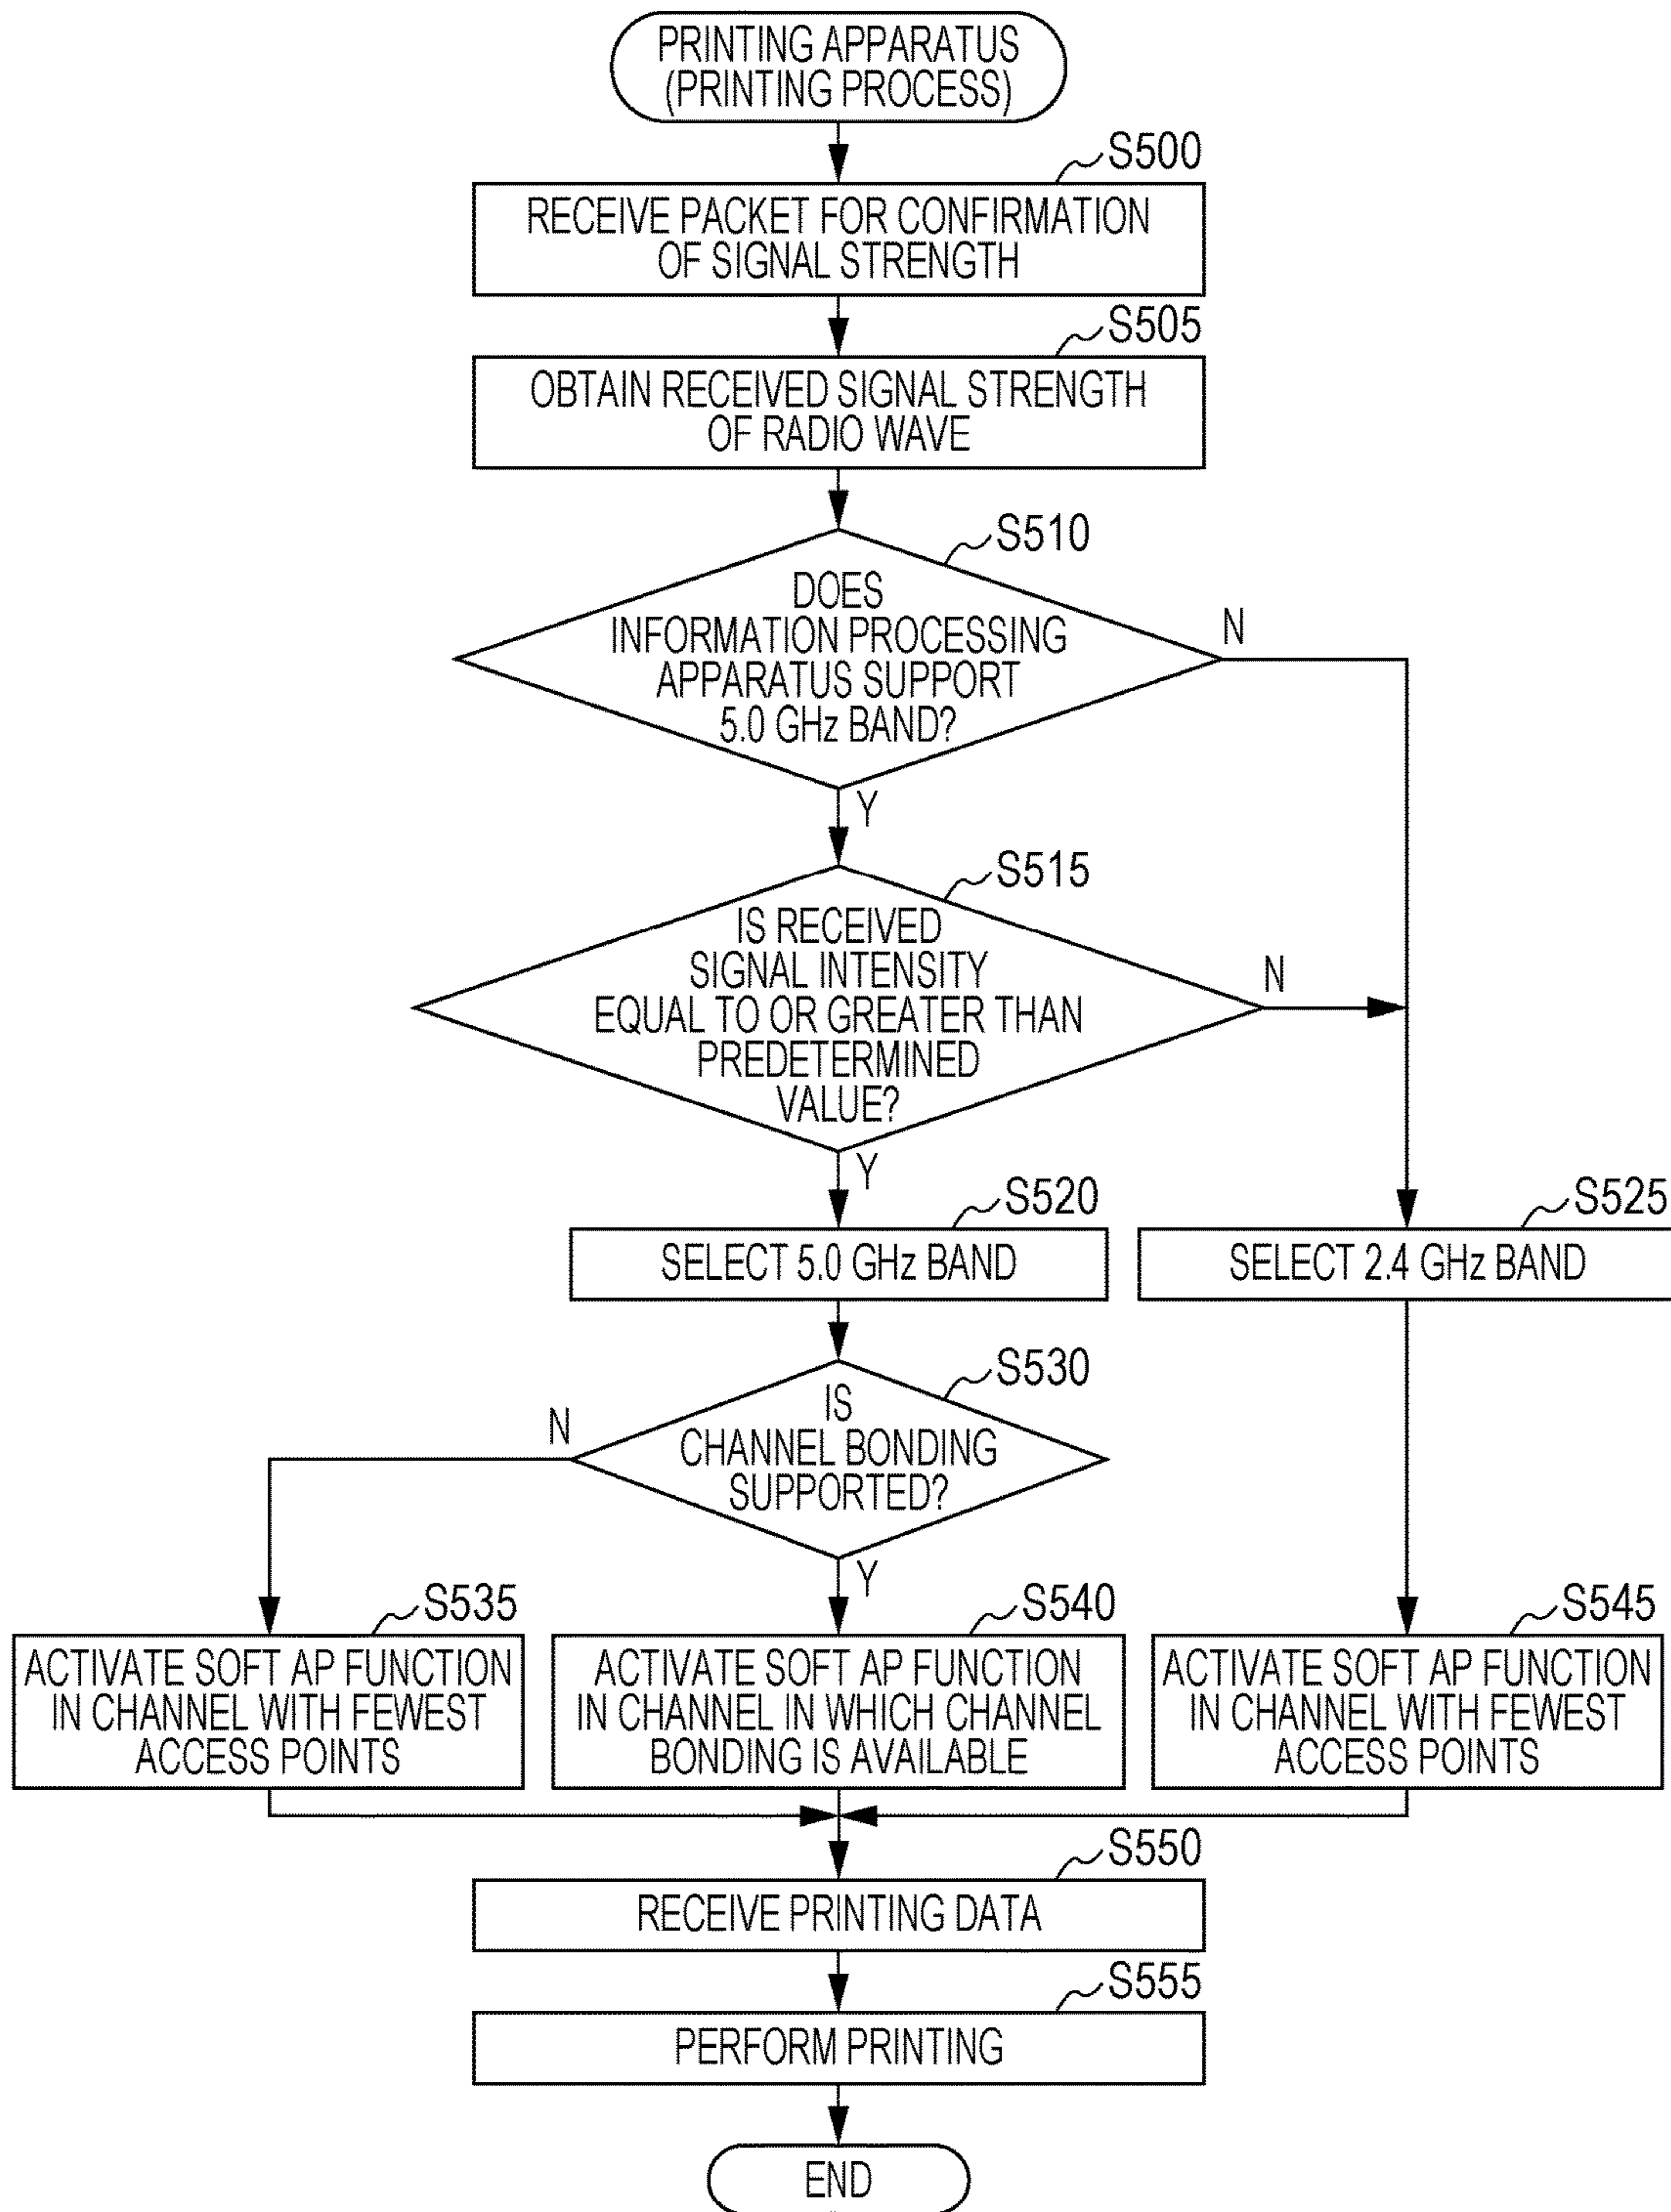 PRINTING APPARATUS
(PRINTING PROCESS)
S500
RECEIVE PACKET FOR CONFIRMATION
OF SIGNAL STRENGTH
S505
OBTAIN RECEIVED SIGNAL STRENGTH
OF RADIO WAVE
S510
DOES
INFORMATION PROCESSING
APPARATUS SUPPORT
5.0 GHz BAND?
N
Y
S515
IS RECEIVED
SIGNAL INTENSITY
EQUAL TO OR GREATER THAN
PREDETERMINED
VALUE?
N
Y
S520
SELECT 5.0 GHz BAND
S525
SELECT 2.4 GHz BAND
S530
IS
CHANNEL BONDING
SUPPORTED?
N
Y
S535
ACTIVATE SOFT AP FUNCTION
IN CHANNEL WITH FEWEST
ACCESS POINTS
S540
ACTIVATE SOFT AP FUNCTION
IN CHANNEL IN WHICH CHANNEL
BONDING IS AVAILABLE
S545
ACTIVATE SOFT AP FUNCTION
IN CHANNEL WITH FEWEST
ACCESS POINTS
S550
RECEIVE PRINTING DATA
S555
PERFORM PRINTING
END